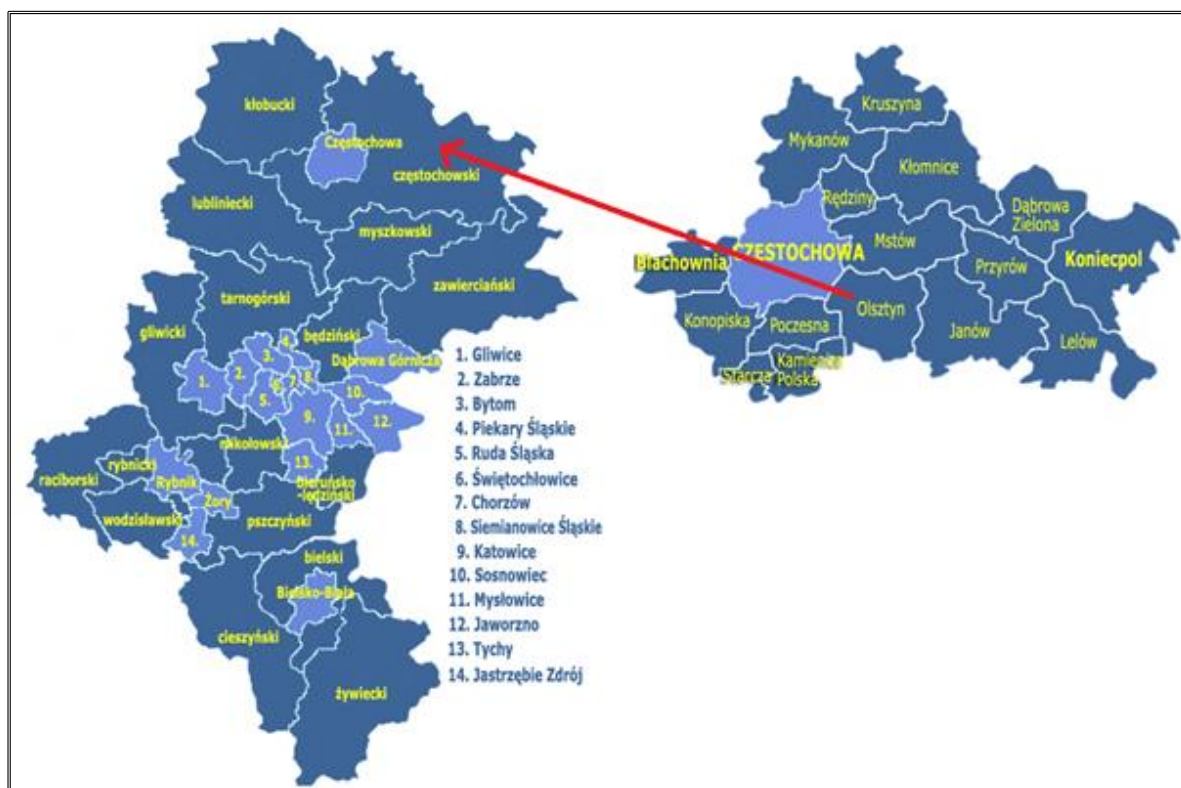 kłobucki
Częstochowa
częstochowski
lubliniecki
myszkowski
zawierciański
tarnogórski
gliwicki
będziński
Dąbrowa Górnicza
4.
3.
2.
1.
6.
7.
8.
5.
10.
9.
11.
12.
mikołowski
13.
bieruńsko
-lędziński
rybnicki
raciborski
Rybnik
Żory
wodzisławski
pszczyński
14.
bielski
Bielsko-Biała
cieszyński
żywiecki
1. Gliwice
2. Zabrze
3. Bytom
4. Piekary Śląskie
5. Ruda Śląska
6. Świętochłowice
7. Chorzów
8. Siemianowice Śląskie
9. Katowice
10. Sosnowiec
11. Mysłowice
12. Jaworzno
13. Tychy
14. Jastrzębie Zdrój
Kruszyna
Mykanów
Kłomnice
Rędziny
Dąbrowa
Zielona
Mstów
CZĘSTOCHOWA
Blachownia
Przyrów
Koniecpol
Olsztyn
Konopiska
Poczesna
Janów
Lelów
Kamienica
Polska
Starcza